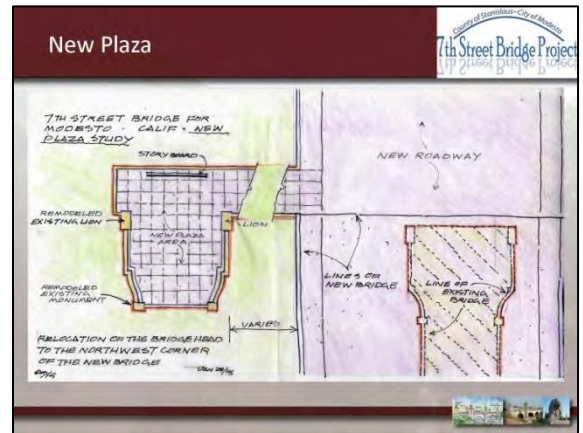 New Plaza
County of Stanislaus~City of Modesto
7th Street Bridge Project
7TH STREET BRIDGE FOR
MODESTO - CALIF - NEW
PLAZA STUDY
STORY BOARD
NEW ROADWAY
REMODELED
EXISTING LION
LION
NEW PLAZA
AREA
LINES OF
NEW BRIDGE
LINE OF
EXISTING
BRIDGE
REMODELED
EXISTING
MONUMENT
VARIES
RELOCATION OF THE BRIDGE HEAD
TO THE NORTHWEST CORNER
OF THE NEW BRIDGE